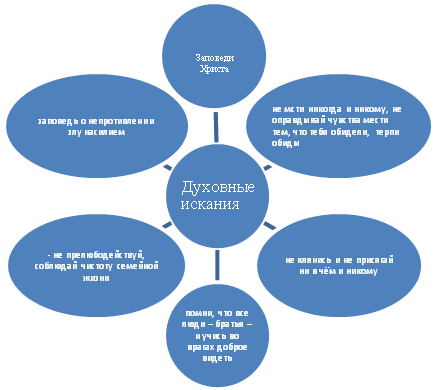 Заповеди
Христа
не мсти никогда и никому, не
оправдывай чувства мести
тем, что тебя обидели, терпи
обиды
не клянись и не присягай
ни в чём и никому
помни, что все
люди – братья –
и учись во
врагах доброе
видеть
- не прелюбодействуй,
соблюдай чистоту семейной
жизни
заповедь о непротивлении
злу насилием
Духовные
искания